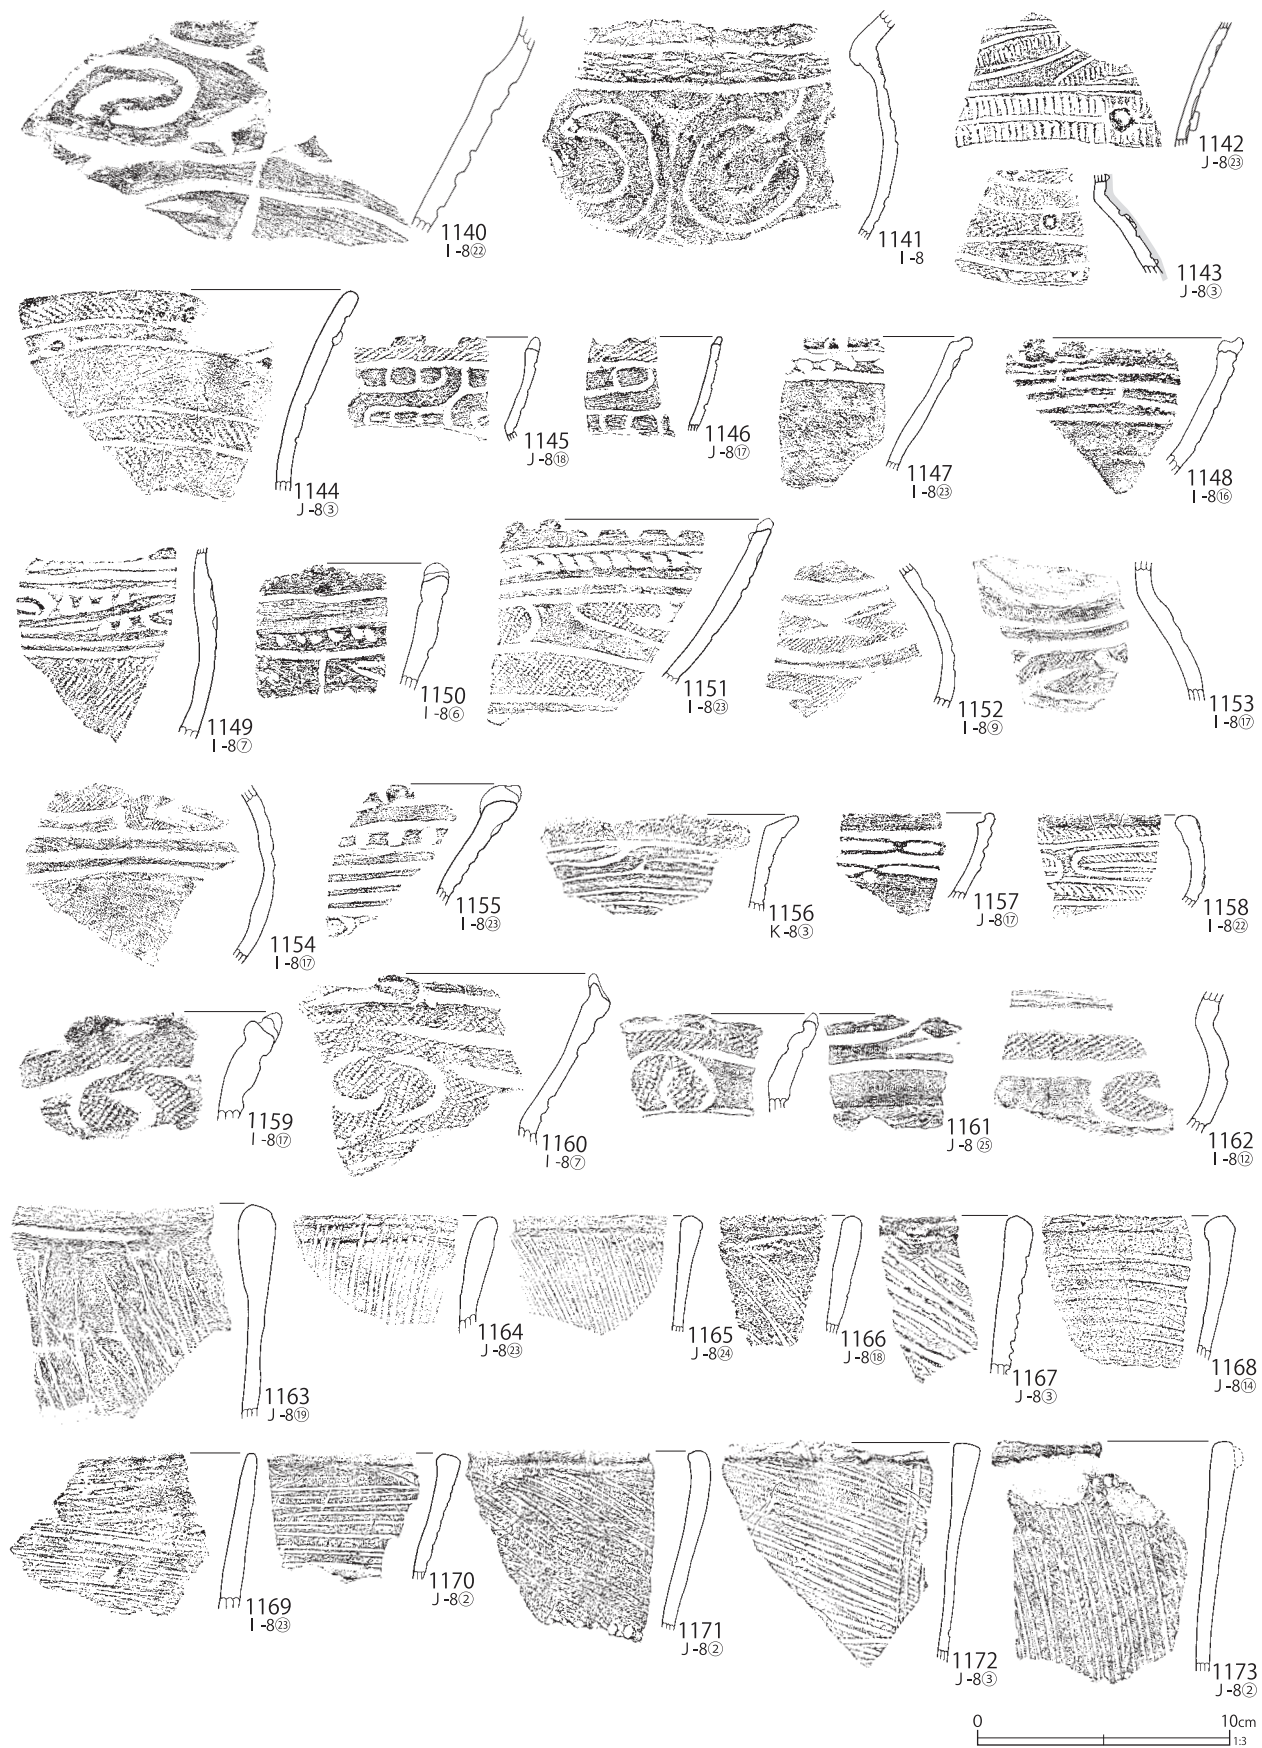 1140
I-8㉒
1141
I-8
1142
J-8㉓
1143
J-8③
1144
J-8③
1145
J-8⑱
1146
J-8⑰
1147
I-8㉓
1148
I-8⑯
1149
I-8⑦
1150
I-8⑥
1151
I-8㉓
1152
I-8⑨
1153
I-8⑰
1154
I-8⑰
1155
I-8㉓
1156
K-8③
1157
J-8⑰
1158
I-8㉒
1159
I-8⑰
1160
I-8⑦
1161
J-8㉕
1162
I-8⑫
1163
J-8⑲
1164
J-8㉓
1165
J-8㉔
1166
J-8⑱
1167
J-8③
1168
J-8⑭
1169
I-8㉓
1170
J-8②
1171
J-8②
1172
J-8③
1173
J-8②
0 10cm
1:3